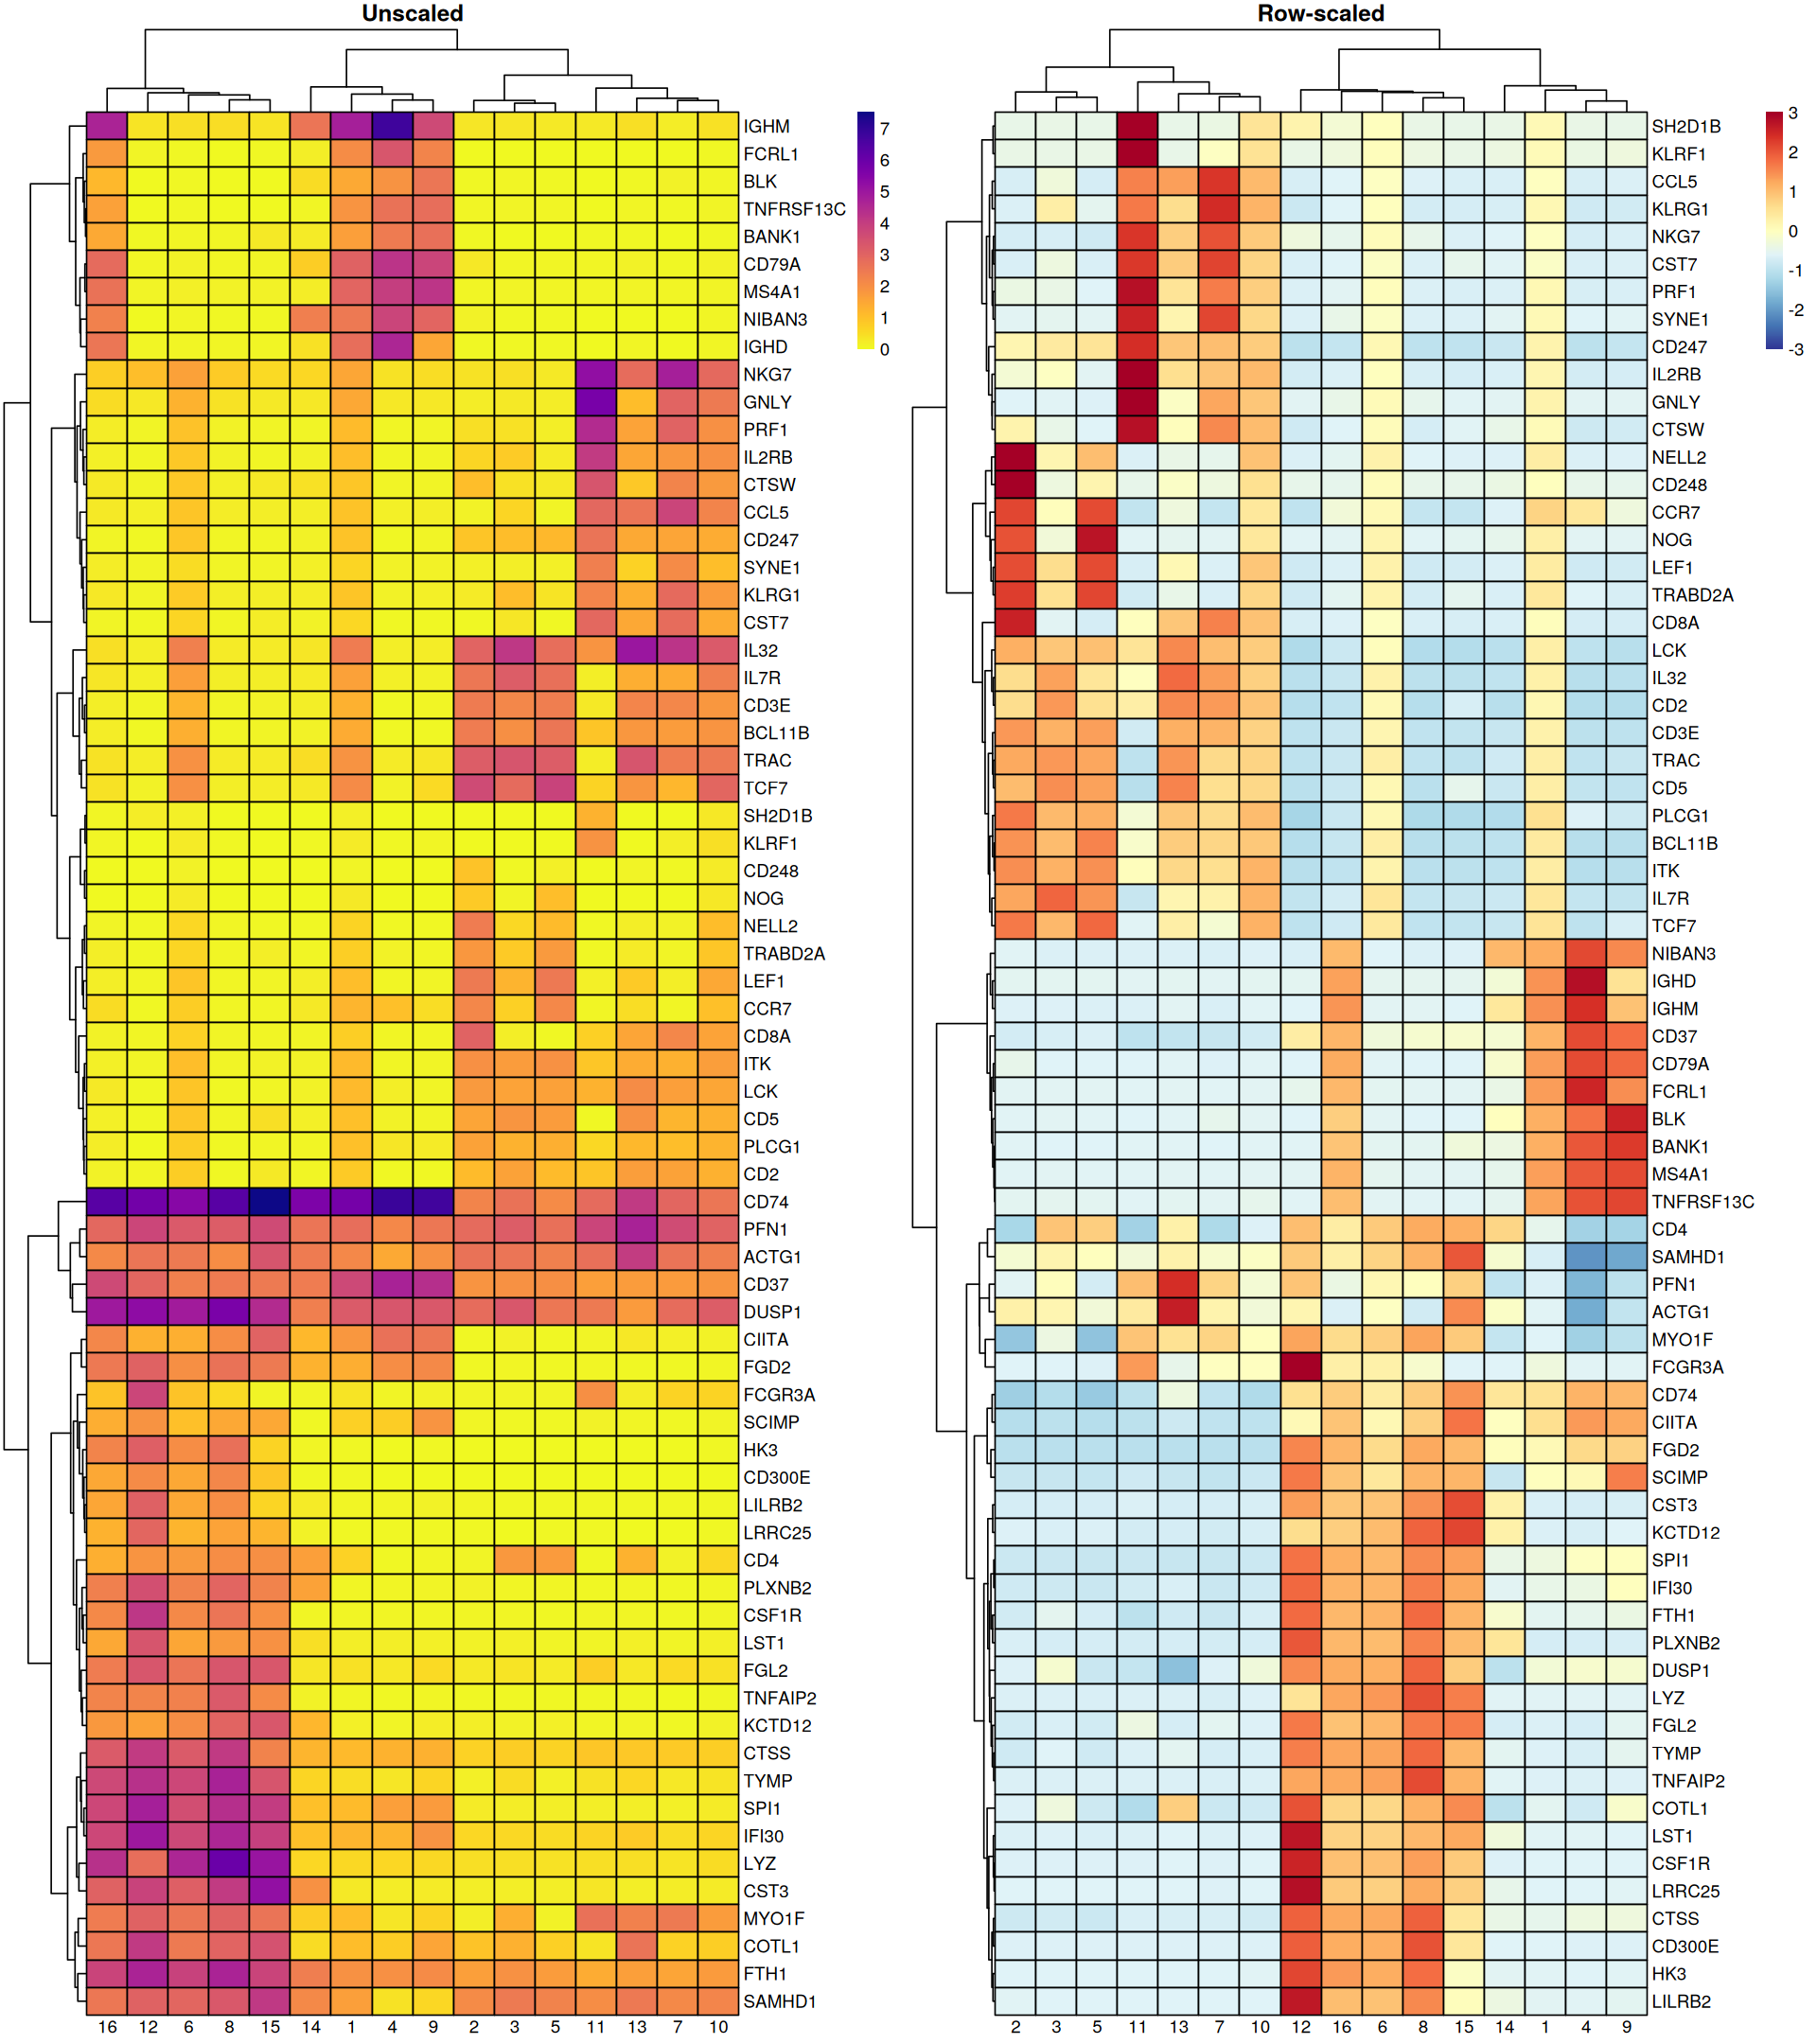 Unscaled
IGHM
FCRL1
BLK
TNFRSF13C
BANK1
CD79A
MS4A1
NIBAN3
IGHD
NKG7
GNLY
PRF1
IL2RB
CTSW
CCL5
CD247
SYNE1
KLRG1
CST7
IL32
IL7R
CD3E
BCL11B
TRAC
TCF7
SH2D1B
KLRF1
CD248
NOG
NELL2
TRABD2A
LEF1
CCR7
CD8A
ITK
LCK
CD5
PLCG1
CD2
CD74
PFN1
ACTG1
CD37
DUSP1
CIITA
FGD2
FCGR3A
SCIMP
HK3
CD300E
LILRB2
LRRC25
CD4
PLXNB2
CSF1R
LST1
FGL2
TNFAIP2
KCTD12
CTSS
TYMP
SPI1
IFI30
LYZ
CST3
MYO1F
COTL1
FTH1
SAMHD1
16 12 6 8 15 14 1 4 9 2 3 5 11 13 7 10
7
6
5
4
3
2
1
0
Row-scaled
SH2D1B
KLRF1
CCL5
KLRG1
NKG7
CST7
PRF1
SYNE1
CD247
IL2RB
GNLY
CTSW
NELL2
CD248
CCR7
NOG
LEF1
TRABD2A
CD8A
LCK
IL32
CD2
CD3E
TRAC
CD5
PLCG1
BCL11B
ITK
IL7R
TCF7
NIBAN3
IGHD
IGHM
CD37
CD79A
FCRL1
BLK
BANK1
MS4A1
TNFRSF13C
CD4
SAMHD1
PFN1
ACTG1
MYO1F
FCGR3A
CD74
CIITA
FGD2
SCIMP
CST3
KCTD12
SPI1
IFI30
FTH1
PLXNB2
DUSP1
LYZ
FGL2
TYMP
TNFAIP2
COTL1
LST1
CSF1R
LRRC25
CTSS
CD300E
HK3
LILRB2
2 3 5 11 13 7 10 12 16 6 8 15 14 1 4 9
3
2
1
0
-1
-2
-3